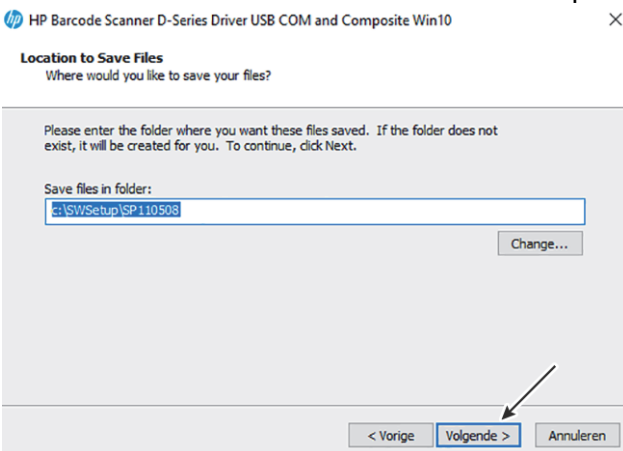 HP Barcode Scanner D-Series Driver USB COM and Composite Win10
Location to Save Files
Where would you like to save your files?
Please enter the folder where you want these files saved. If the folder does not
exist, it will be created for you. To continue, click Next.
Save files in folder:
c:\SWSetup\SP110508
Change...
< Vorige Volgende > Annuleren